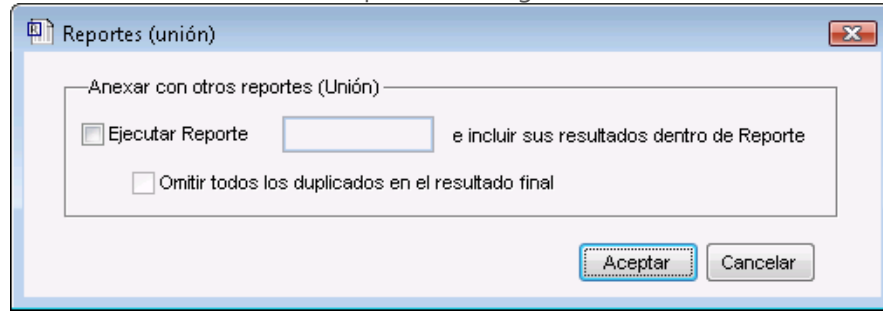 Reportes (unión)
Anexar con otros reportes (Unión)
Ejecutar Reporte e incluir sus resultados dentro de Reporte
Omitir todos los duplicados en el resultado final
Aceptar Cancelar